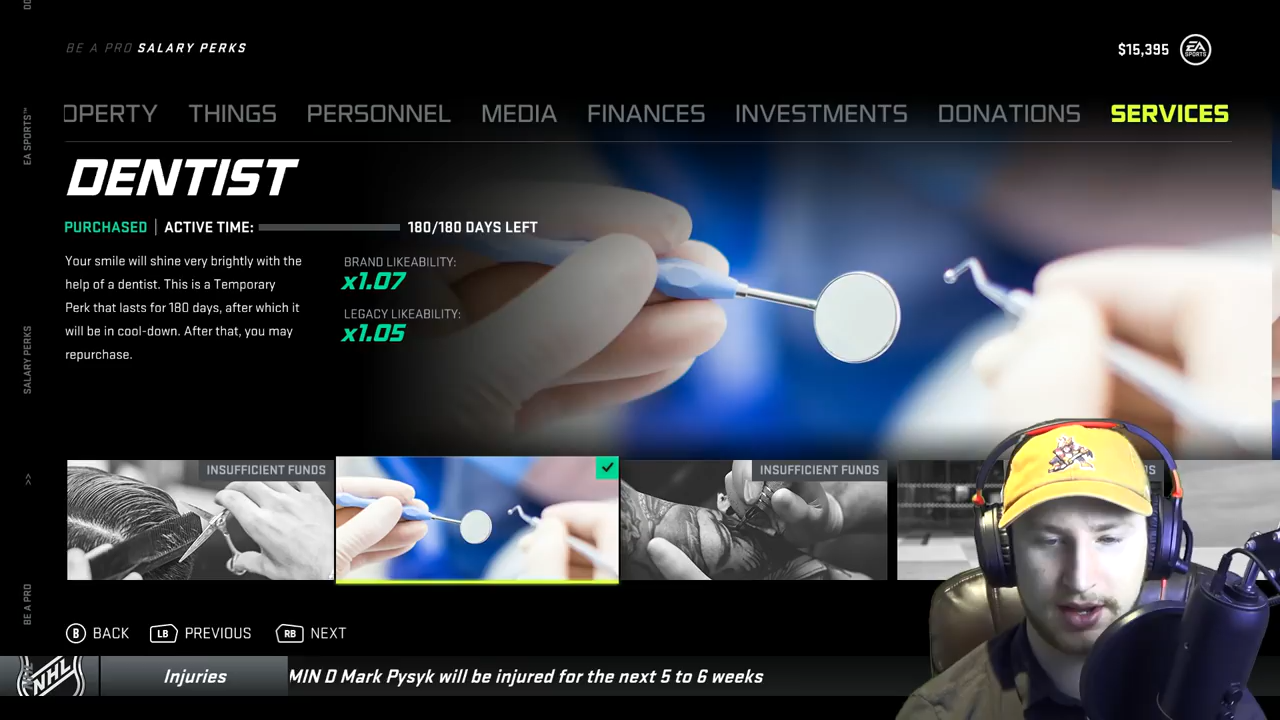 BE A PRO SALARY PERKS
$15,395
EA SPORTS
OPERTY THINGS PERSONNEL MEDIA FINANCES INVESTMENTS DONATIONS SERVICES
DENTIST
PURCHASED | ACTIVE TIME: 180/180 DAYS LEFT
Your smile will shine very brightly with the
help of a dentist. This is a Temporary
Perk that lasts for 180 days, after which it
will be in cool-down. After that, you may
repurchase.
BRAND LIKEABILITY:
x1.07
LEGACY LIKEABILITY:
x1.05
INSUFFICIENT FUNDS
INSUFFICIENT FUNDS
B BACK LB PREVIOUS RB NEXT
NHL
Injuries
MIN D Mark Pysyk will be injured for the next 5 to 6 weeks
EA SPORTS™
SALARY PERKS
>>
BE A PRO